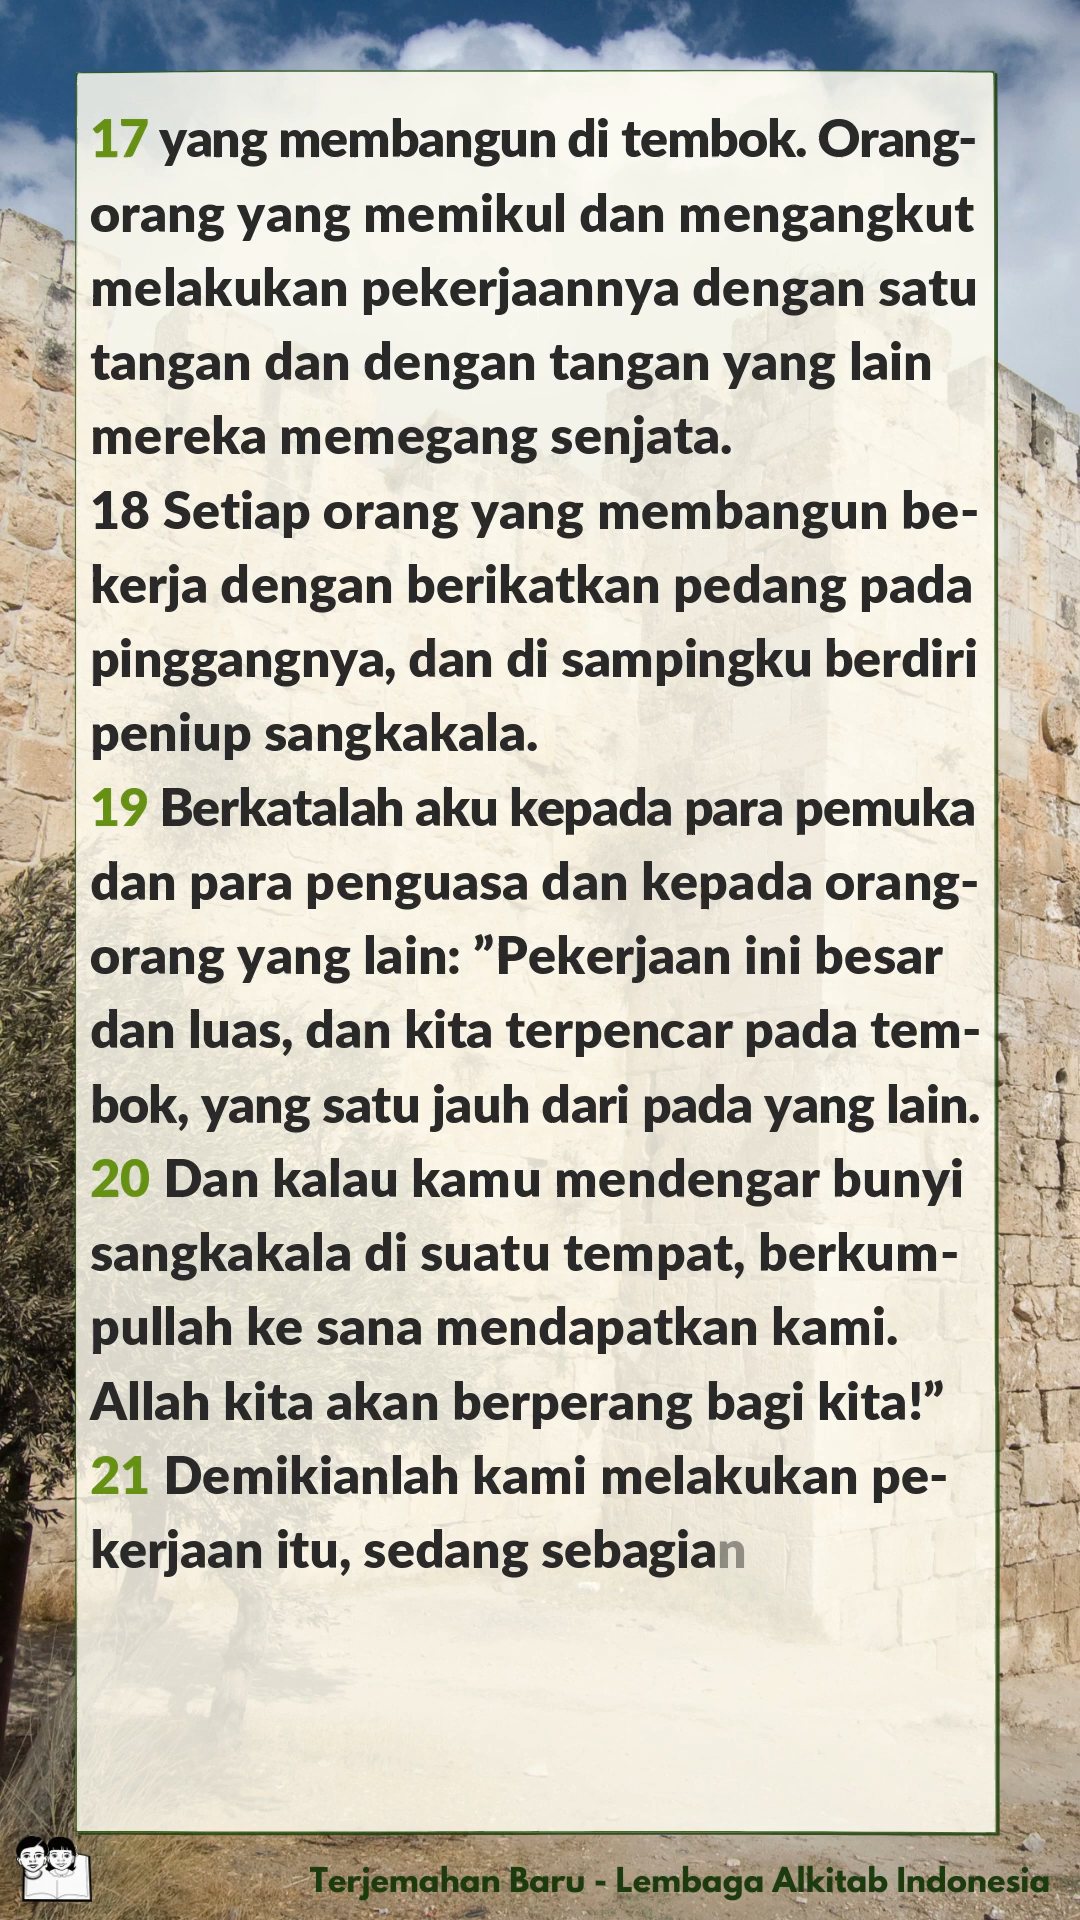 17 yang membangun di tembok. Orang-
orang yang memikul dan mengangkut
melakukan pekerjaannya dengan satu
tangan dan dengan tangan yang lain
mereka memegang senjata.
18 Setiap orang yang membangun be-
kerja dengan berikatkan pedang pada
pinggangnya, dan di sampingku berdiri
peniup sangkakala.
19 Berkatalah aku kepada para pemuka
dan para penguasa dan kepada orang-
orang yang lain: ”Pekerjaan ini besar
dan luas, dan kita terpencar pada tem-
bok, yang satu jauh dari pada yang lain.
20 Dan kalau kamu mendengar bunyi
sangkakala di suatu tempat, berkum-
pullah ke sana mendapatkan kami.
Allah kita akan berperang bagi kita!”
21 Demikianlah kami melakukan pe-
kerjaan itu, sedang sebagian
Terjemahan Baru - Lembaga Alkitab Indonesia